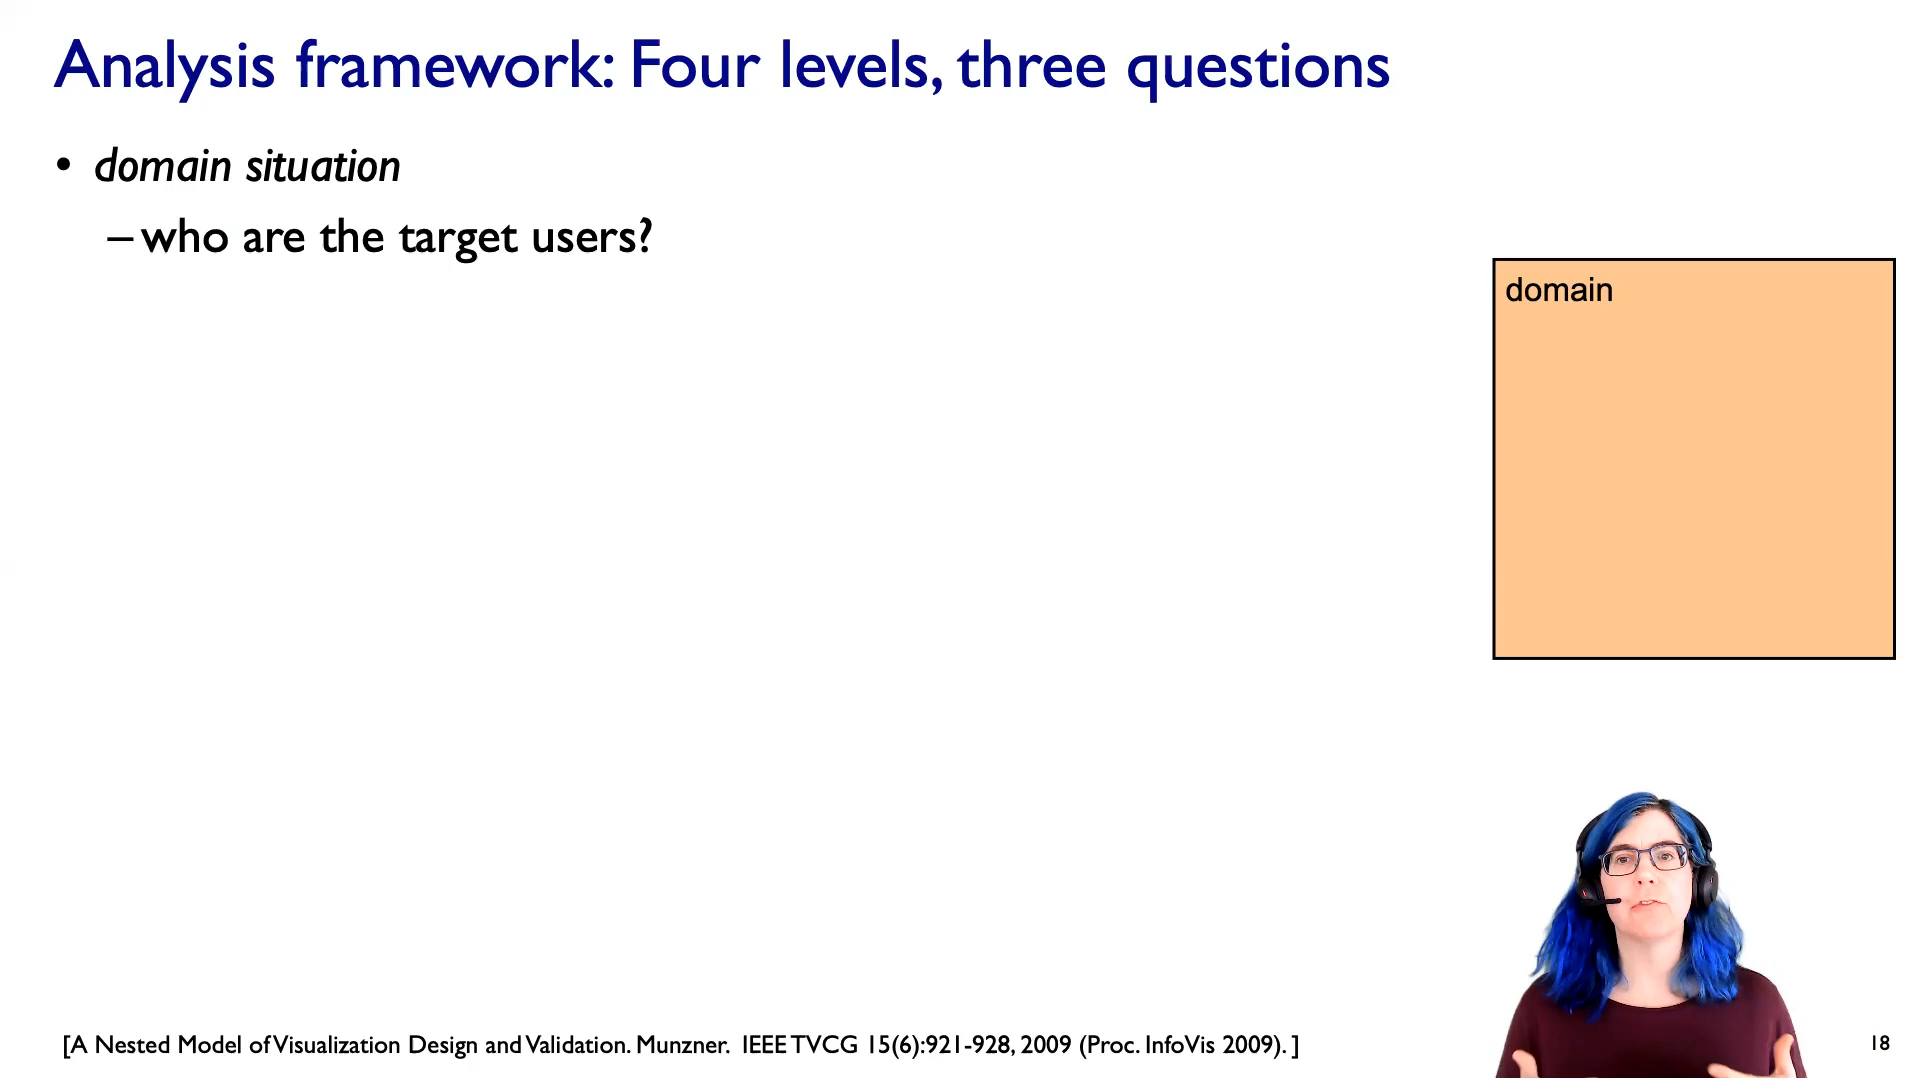 Analysis framework: Four levels, three questions
• domain situation
– who are the target users?
domain
[A Nested Model of Visualization Design and Validation. Munzner. IEEE TVCG 15(6):921-928, 2009 (Proc. InfoVis 2009). ]
18